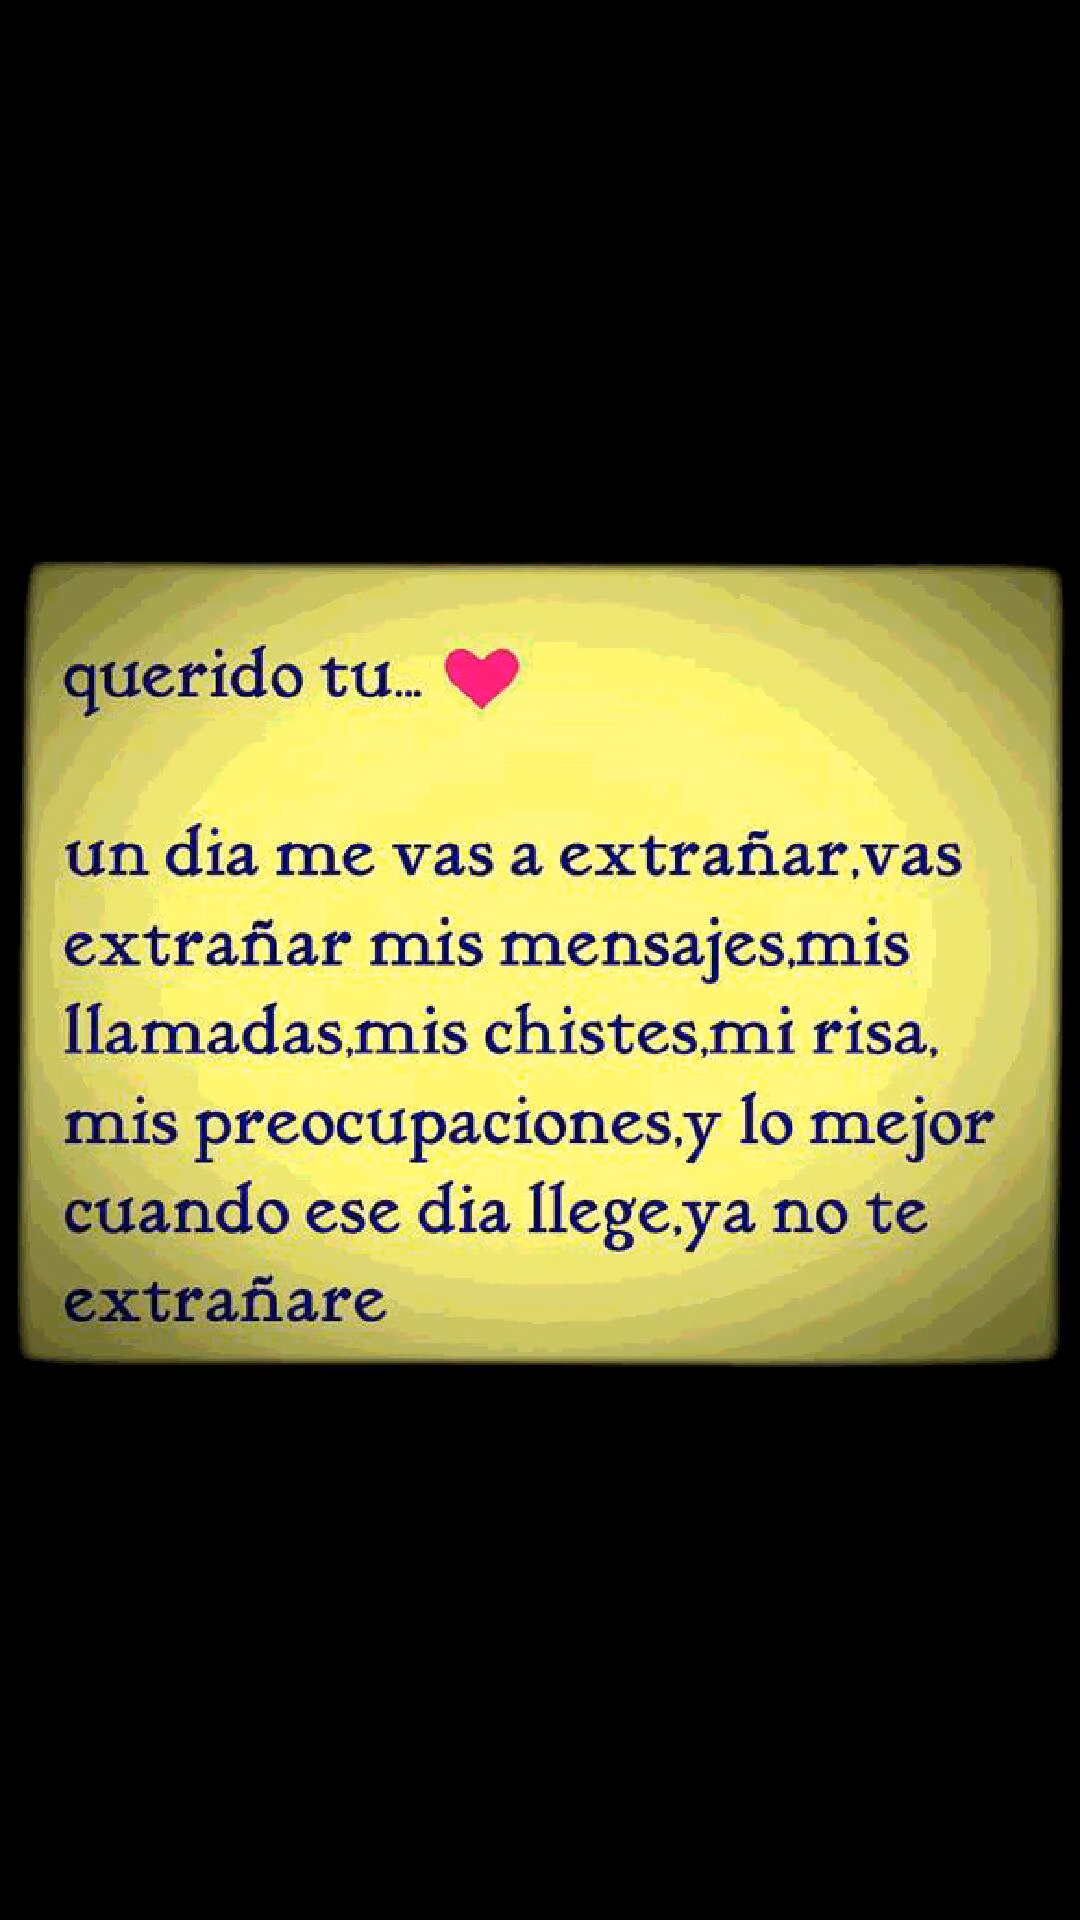 querido tu... ♥
un dia me vas a extrañar,vas
extrañar mis mensajes,mis
llamadas,mis chistes,mi risa,
mis preocupaciones,y lo mejor
cuando ese dia llege,ya no te
extrañare